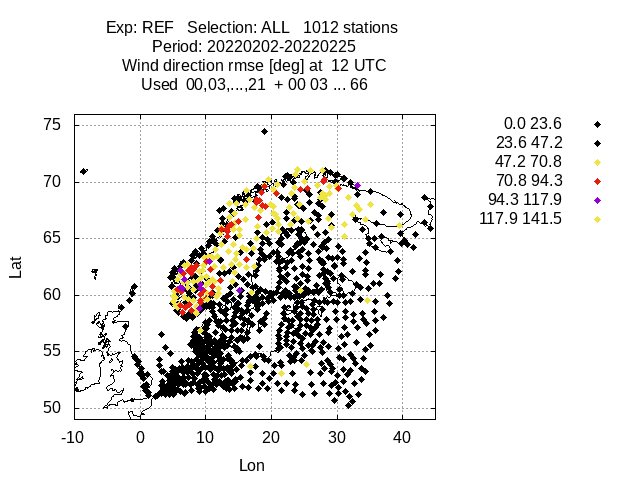 Exp: REF   Selection: ALL   1012 stations
Period: 20220202-20220225
Wind direction rmse [deg] at  12 UTC
Used  00,03,...,21  + 00 03 ... 66
0.0 23.6
23.6 47.2
47.2 70.8
70.8 94.3
94.3 117.9
117.9 141.5
75
70
65
60
55
50
Lat
-10 0 10 20 30 40
Lon